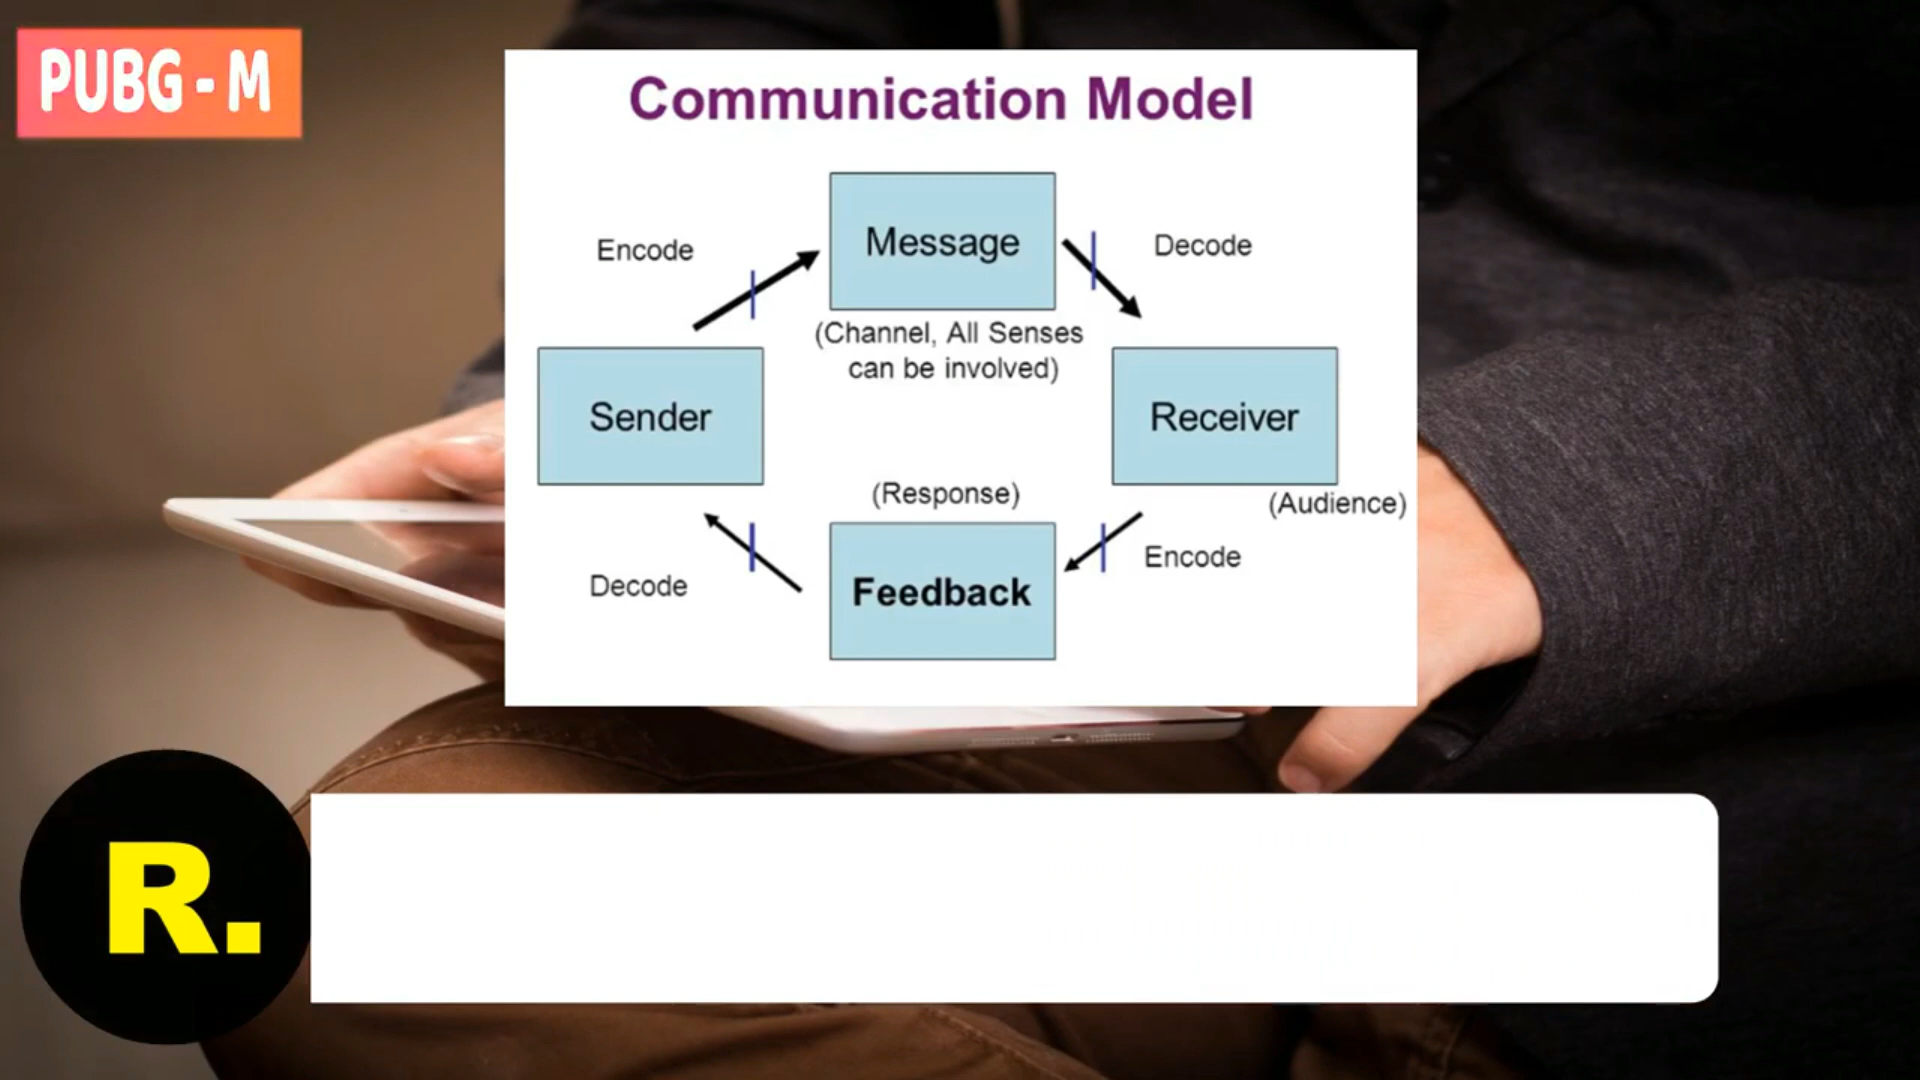 PUBG - M
Communication Model
Message
Encode
Decode
(Channel, All Senses
can be involved)
Sender
Receiver
(Response)
(Audience)
Feedback
Encode
Decode
R.